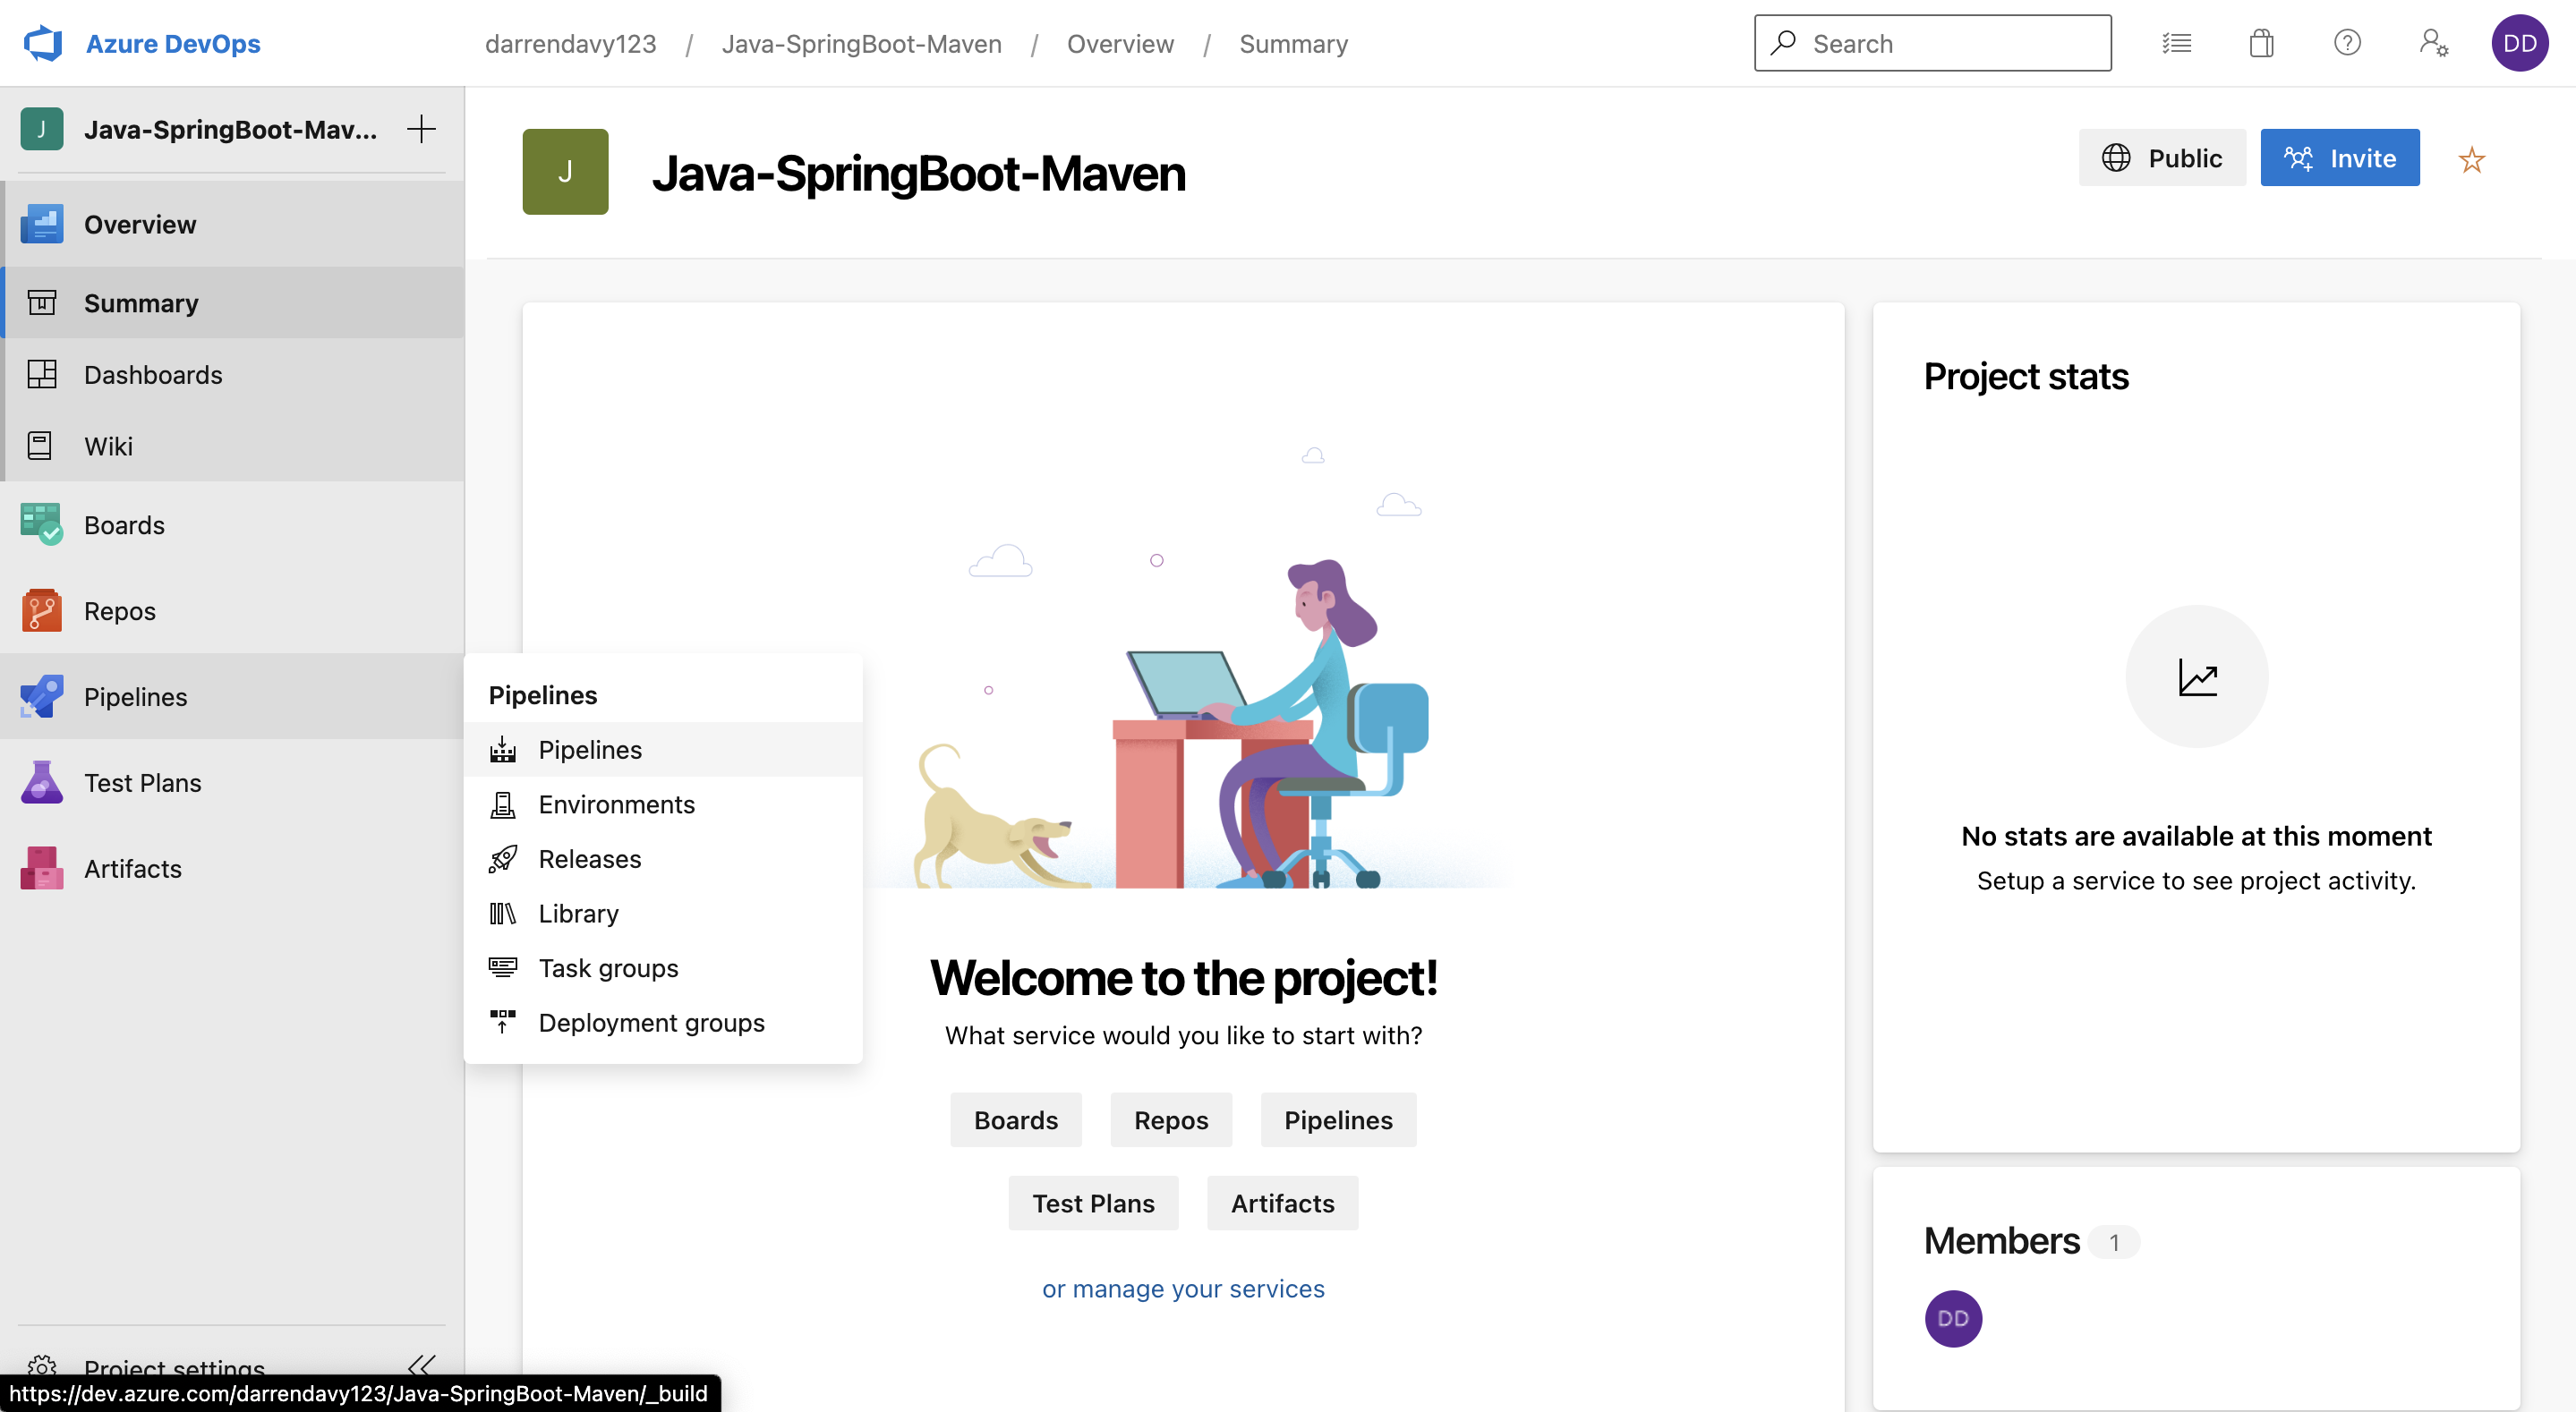 Azure DevOps
darrendavy123 / Java-SpringBoot-Maven / Overview / Summary
Search
DD
J
Java-SpringBoot-Mav...
Overview
Summary
Dashboards
Wiki
Boards
Repos
Pipelines
Test Plans
Artifacts
Project settings
https://dev.azure.com/darrendavy123/Java-SpringBoot-Maven/_build
Pipelines
Pipelines
Environments
Releases
Library
Task groups
Deployment groups
J
Java-SpringBoot-Maven
Public
Invite
Welcome to the project!
What service would you like to start with?
Boards
Repos
Pipelines
Test Plans
Artifacts
or manage your services
Project stats
No stats are available at this moment
Setup a service to see project activity.
Members 1
DD